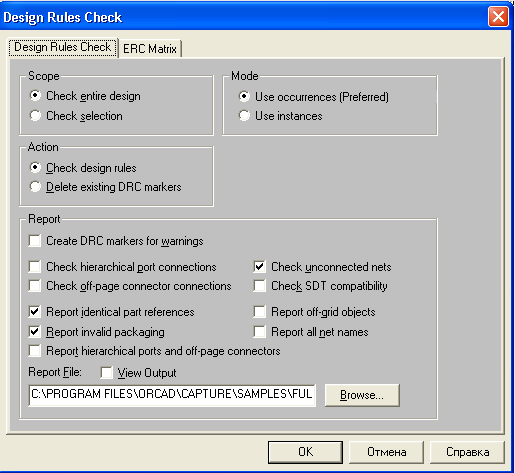 Design Rules Check
Design Rules Check ERC Matrix
Scope Mode
Check entire design Use occurrences (Preferred)
Check selection Use instances
Action
Check design rules
Delete existing DRC markers
Report
Create DRC markers for warnings
Check hierarchical port connections Check unconnected nets
Check off-page connector connections Check SDT compatibility
Report identical part references Report off-grid objects
Report invalid packaging Report all net names
Report hierarchical ports and off-page connectors
Report File: View Output
C:\PROGRAM FILES\ORCAD\CAPTURE\SAMPLES\FUL Browse...
OK Отмена Справка